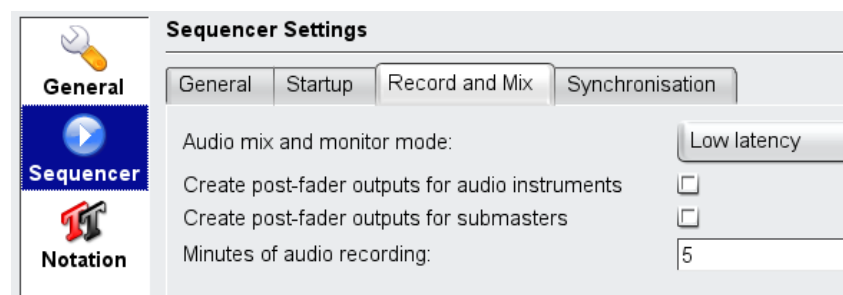 Sequencer Settings
General
General Startup Record and Mix Synchronisation
Audio mix and monitor mode: Low latency
Sequencer
Create post-fader outputs for audio instruments
Create post-fader outputs for submasters
Notation
Minutes of audio recording: 5